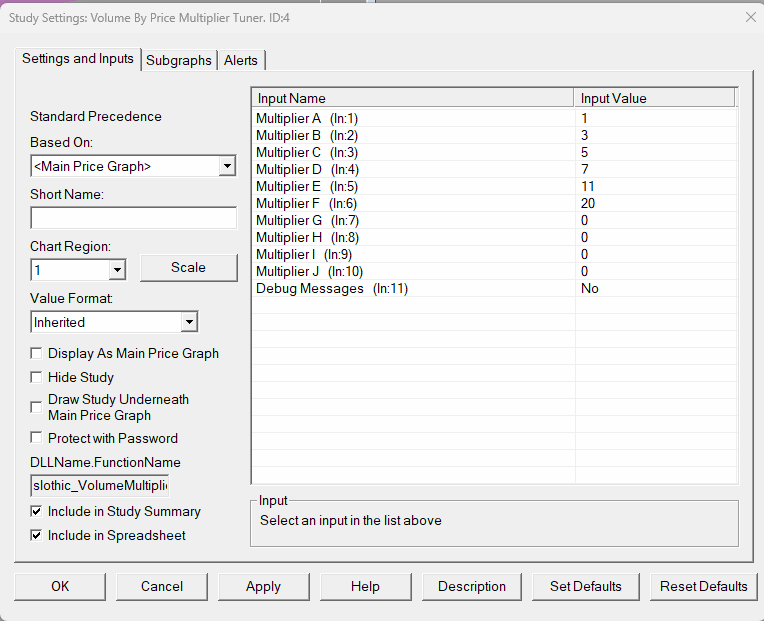 Study Settings: Volume By Price Multiplier Tuner. ID:4
Settings and Inputs
Subgraphs
Alerts
Standard Precedence
Based On:
<Main Price Graph>
Short Name:
Chart Region:
1
Scale
Value Format:
Inherited
Display As Main Price Graph
Hide Study
Draw Study Underneath
Main Price Graph
Protect with Password
DLLName.FunctionName
slothic_VolumeMultiplie
Include in Study Summary
Include in Spreadsheet
Input Name Input Value
Multiplier A (In:1) 1
Multiplier B (In:2) 3
Multiplier C (In:3) 5
Multiplier D (In:4) 7
Multiplier E (In:5) 11
Multiplier F (In:6) 20
Multiplier G (In:7) 0
Multiplier H (In:8) 0
Multiplier I (In:9) 0
Multiplier J (In:10) 0
Debug Messages (In:11) No
Input
Select an input in the list above
OK
Cancel
Apply
Help
Description
Set Defaults
Reset Defaults